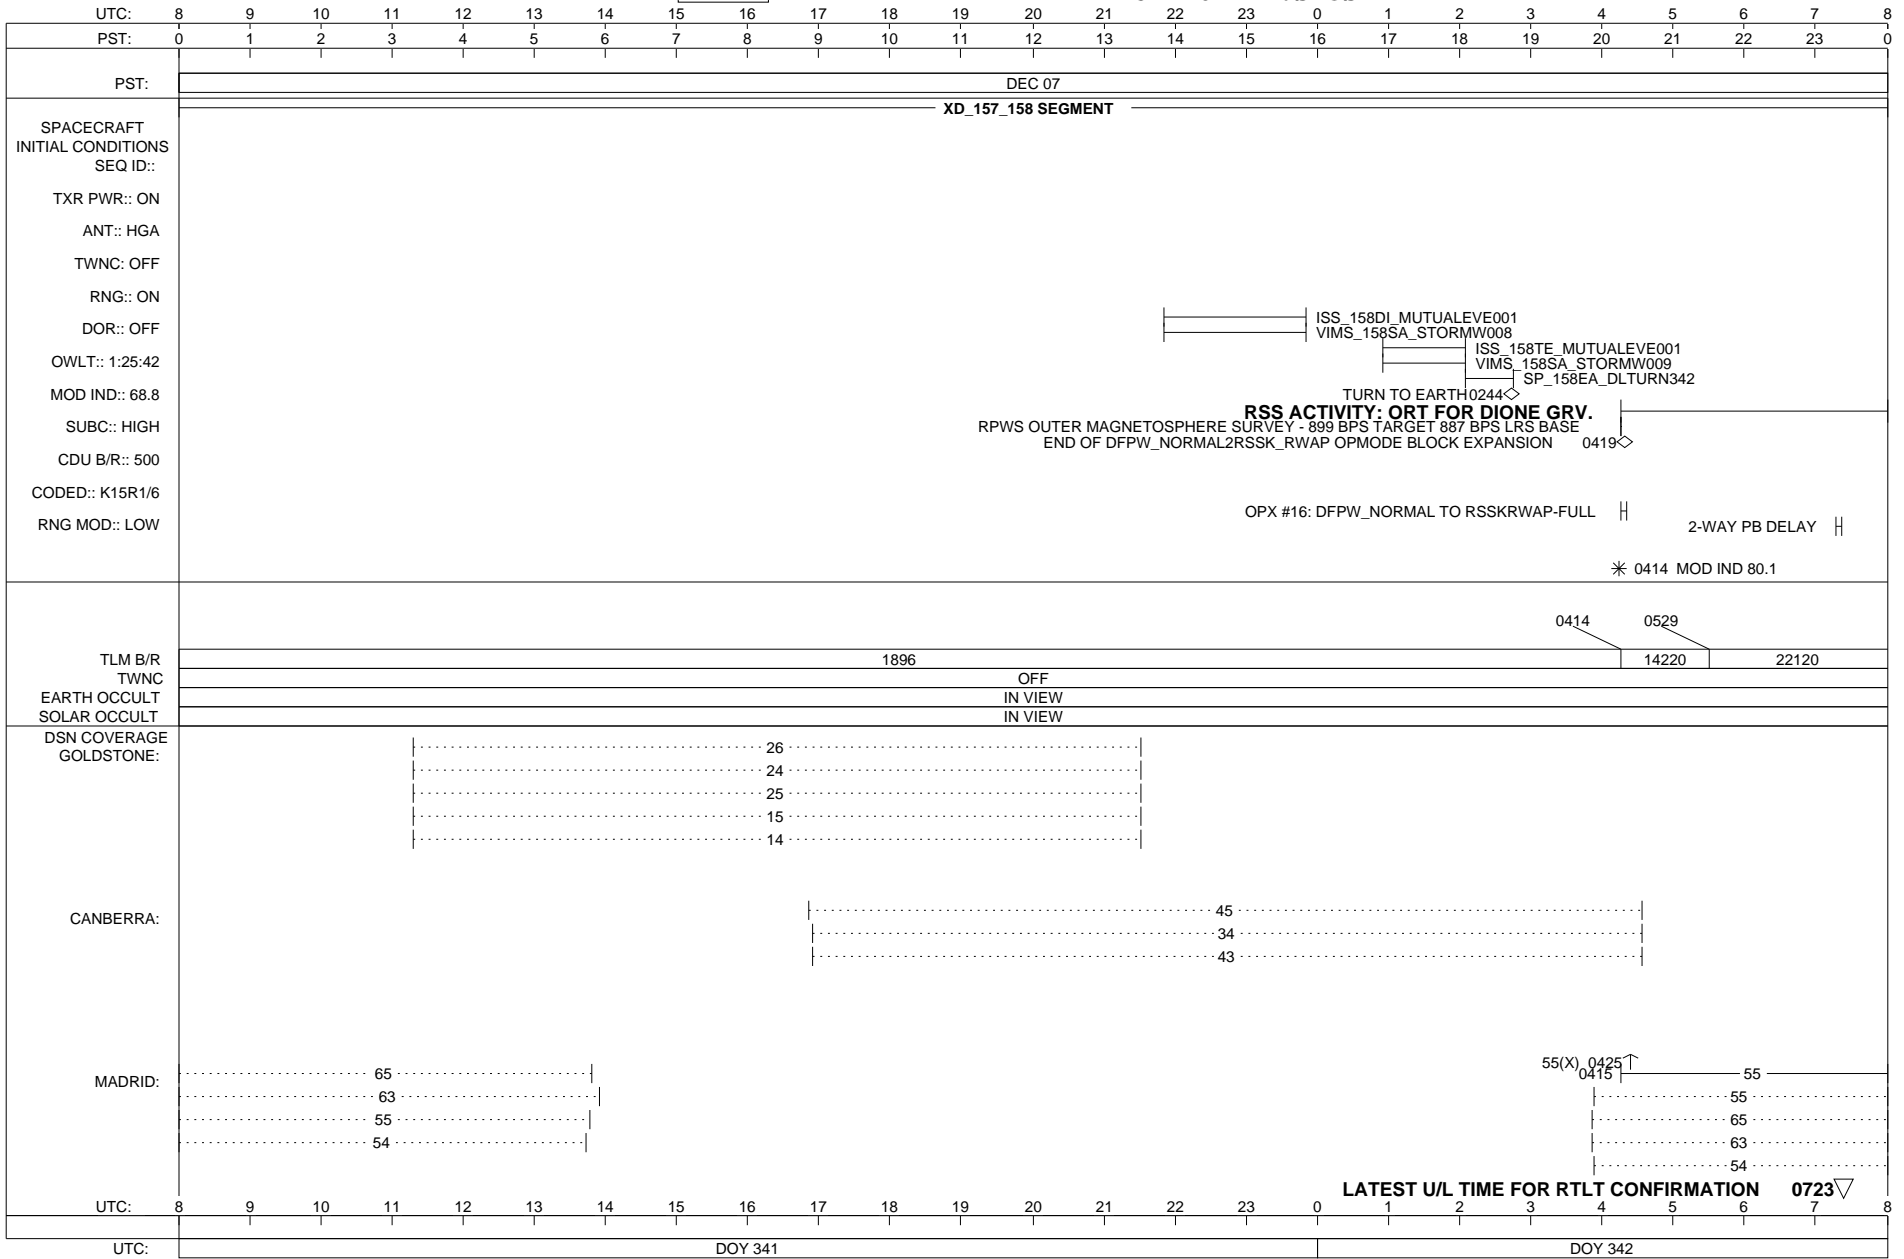 UTC: 8 9 10 11 12 13 14 15 16 17 18 19 20 21 22 23 0 1 2 3 4 5 6 7 8
PST: 0 1 2 3 4 5 6 7 8 9 10 11 12 13 14 15 16 17 18 19 20 21 22 23 0
PST: DEC 07
XD_157_158 SEGMENT
SPACECRAFT
INITIAL CONDITIONS
SEQ ID::
TXR PWR:: ON
ANT:: HGA
TWNC: OFF
RNG:: ON
DOR:: OFF
OWLT:: 1:25:42
MOD IND:: 68.8
SUBC:: HIGH
CDU B/R:: 500
CODED:: K15R1/6
RNG MOD:: LOW
ISS_158DI_MUTUALEVE001
VIMS_158SA_STORMW008
ISS_158TE_MUTUALEVE001
VIMS_158SA_STORMW009
SP_158EA_DLTURN342
TURN TO EARTH 0244
RSS ACTIVITY: ORT FOR DIONE GRV.
RPWS OUTER MAGNETOSPHERE SURVEY - 899 BPS TARGET 887 BPS LRS BASE
END OF DFPW_NORMAL2RSSK_RWAP OPMODE BLOCK EXPANSION 0419
OPX #16: DFPW_NORMAL TO RSSKRWAP-FULL
2-WAY PB DELAY
0414 MOD IND 80.1
0414 0529
TLM B/R 1896 14220 22120
TWNC OFF
EARTH OCCULT IN VIEW
SOLAR OCCULT IN VIEW
DSN COVERAGE
GOLDSTONE:
26
24
25
15
14
CANBERRA:
45
34
43
MADRID:
55(X) 0425
65 0415 55
63 55
55 65
54 63
54
LATEST U/L TIME FOR RTLT CONFIRMATION 0723
UTC: 8 9 10 11 12 13 14 15 16 17 18 19 20 21 22 23 0 1 2 3 4 5 6 7 8
UTC: DOY 341 DOY 342